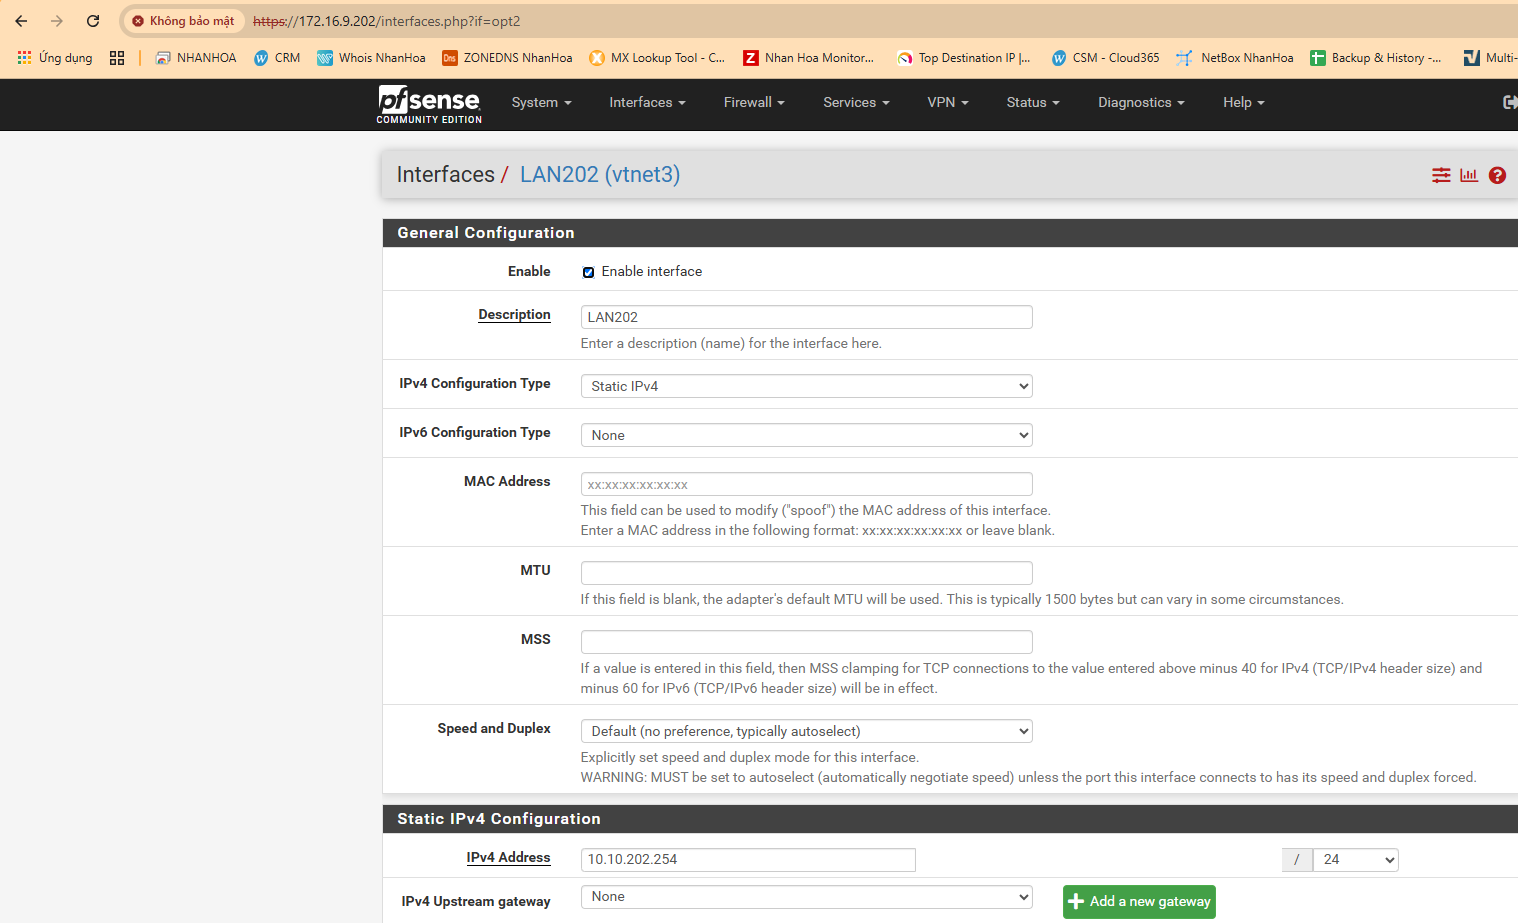 Không bảo mật https://172.16.9.202/interfaces.php?if=opt2
Ứng dụng NHANHOA CRM Whois NhanHoa Dns ZONEDNS NhanHoa MX Lookup Tool - C... Z Nhan Hoa Monitor... Top Destination IP |... CSM - Cloud365 NetBox NhanHoa Backup & History -... Multi-
pfsense System Interfaces Firewall Services VPN Status Diagnostics Help
COMMUNITY EDITION
Interfaces / LAN202 (vtnet3)
General Configuration
Enable Enable interface
Description LAN202
Enter a description (name) for the interface here.
IPv4 Configuration Type Static IPv4
IPv6 Configuration Type None
MAC Address xx:xx:xx:xx:xx:xx
This field can be used to modify ("spoof") the MAC address of this interface.
Enter a MAC address in the following format: xx:xx:xx:xx:xx:xx or leave blank.
MTU
If this field is blank, the adapter's default MTU will be used. This is typically 1500 bytes but can vary in some circumstances.
MSS
If a value is entered in this field, then MSS clamping for TCP connections to the value entered above minus 40 for IPv4 (TCP/IPv4 header size) and
minus 60 for IPv6 (TCP/IPv6 header size) will be in effect.
Speed and Duplex Default (no preference, typically autoselect)
Explicitly set speed and duplex mode for this interface.
WARNING: MUST be set to autoselect (automatically negotiate speed) unless the port this interface connects to has its speed and duplex forced.
Static IPv4 Configuration
IPv4 Address 10.10.202.254 / 24
IPv4 Upstream gateway None Add a new gateway